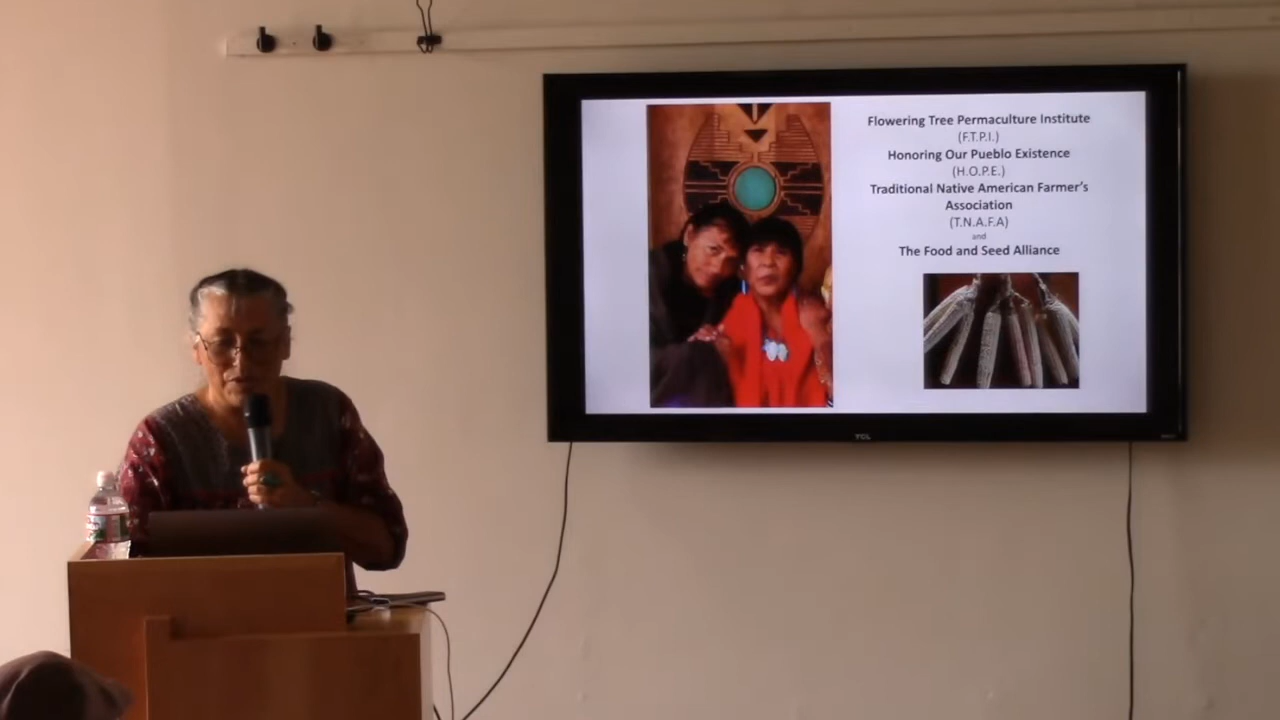 Flowering Tree Permaculture Institute
(F.T.P.I.)
Honoring Our Pueblo Existence
(H.O.P.E.)
Traditional Native American Farmer's
Association
(T.N.A.F.A)
and
The Food and Seed Alliance
TCL